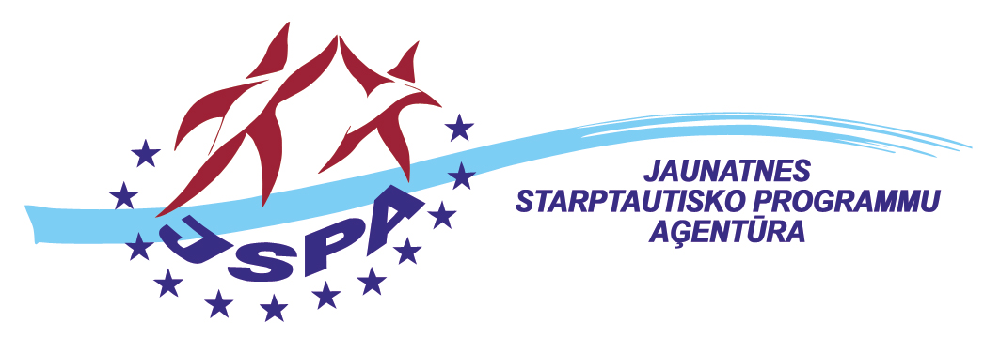 JSPA
JAUNATNES
STARPTAUTISKO PROGRAMMU
AĢENTŪRA